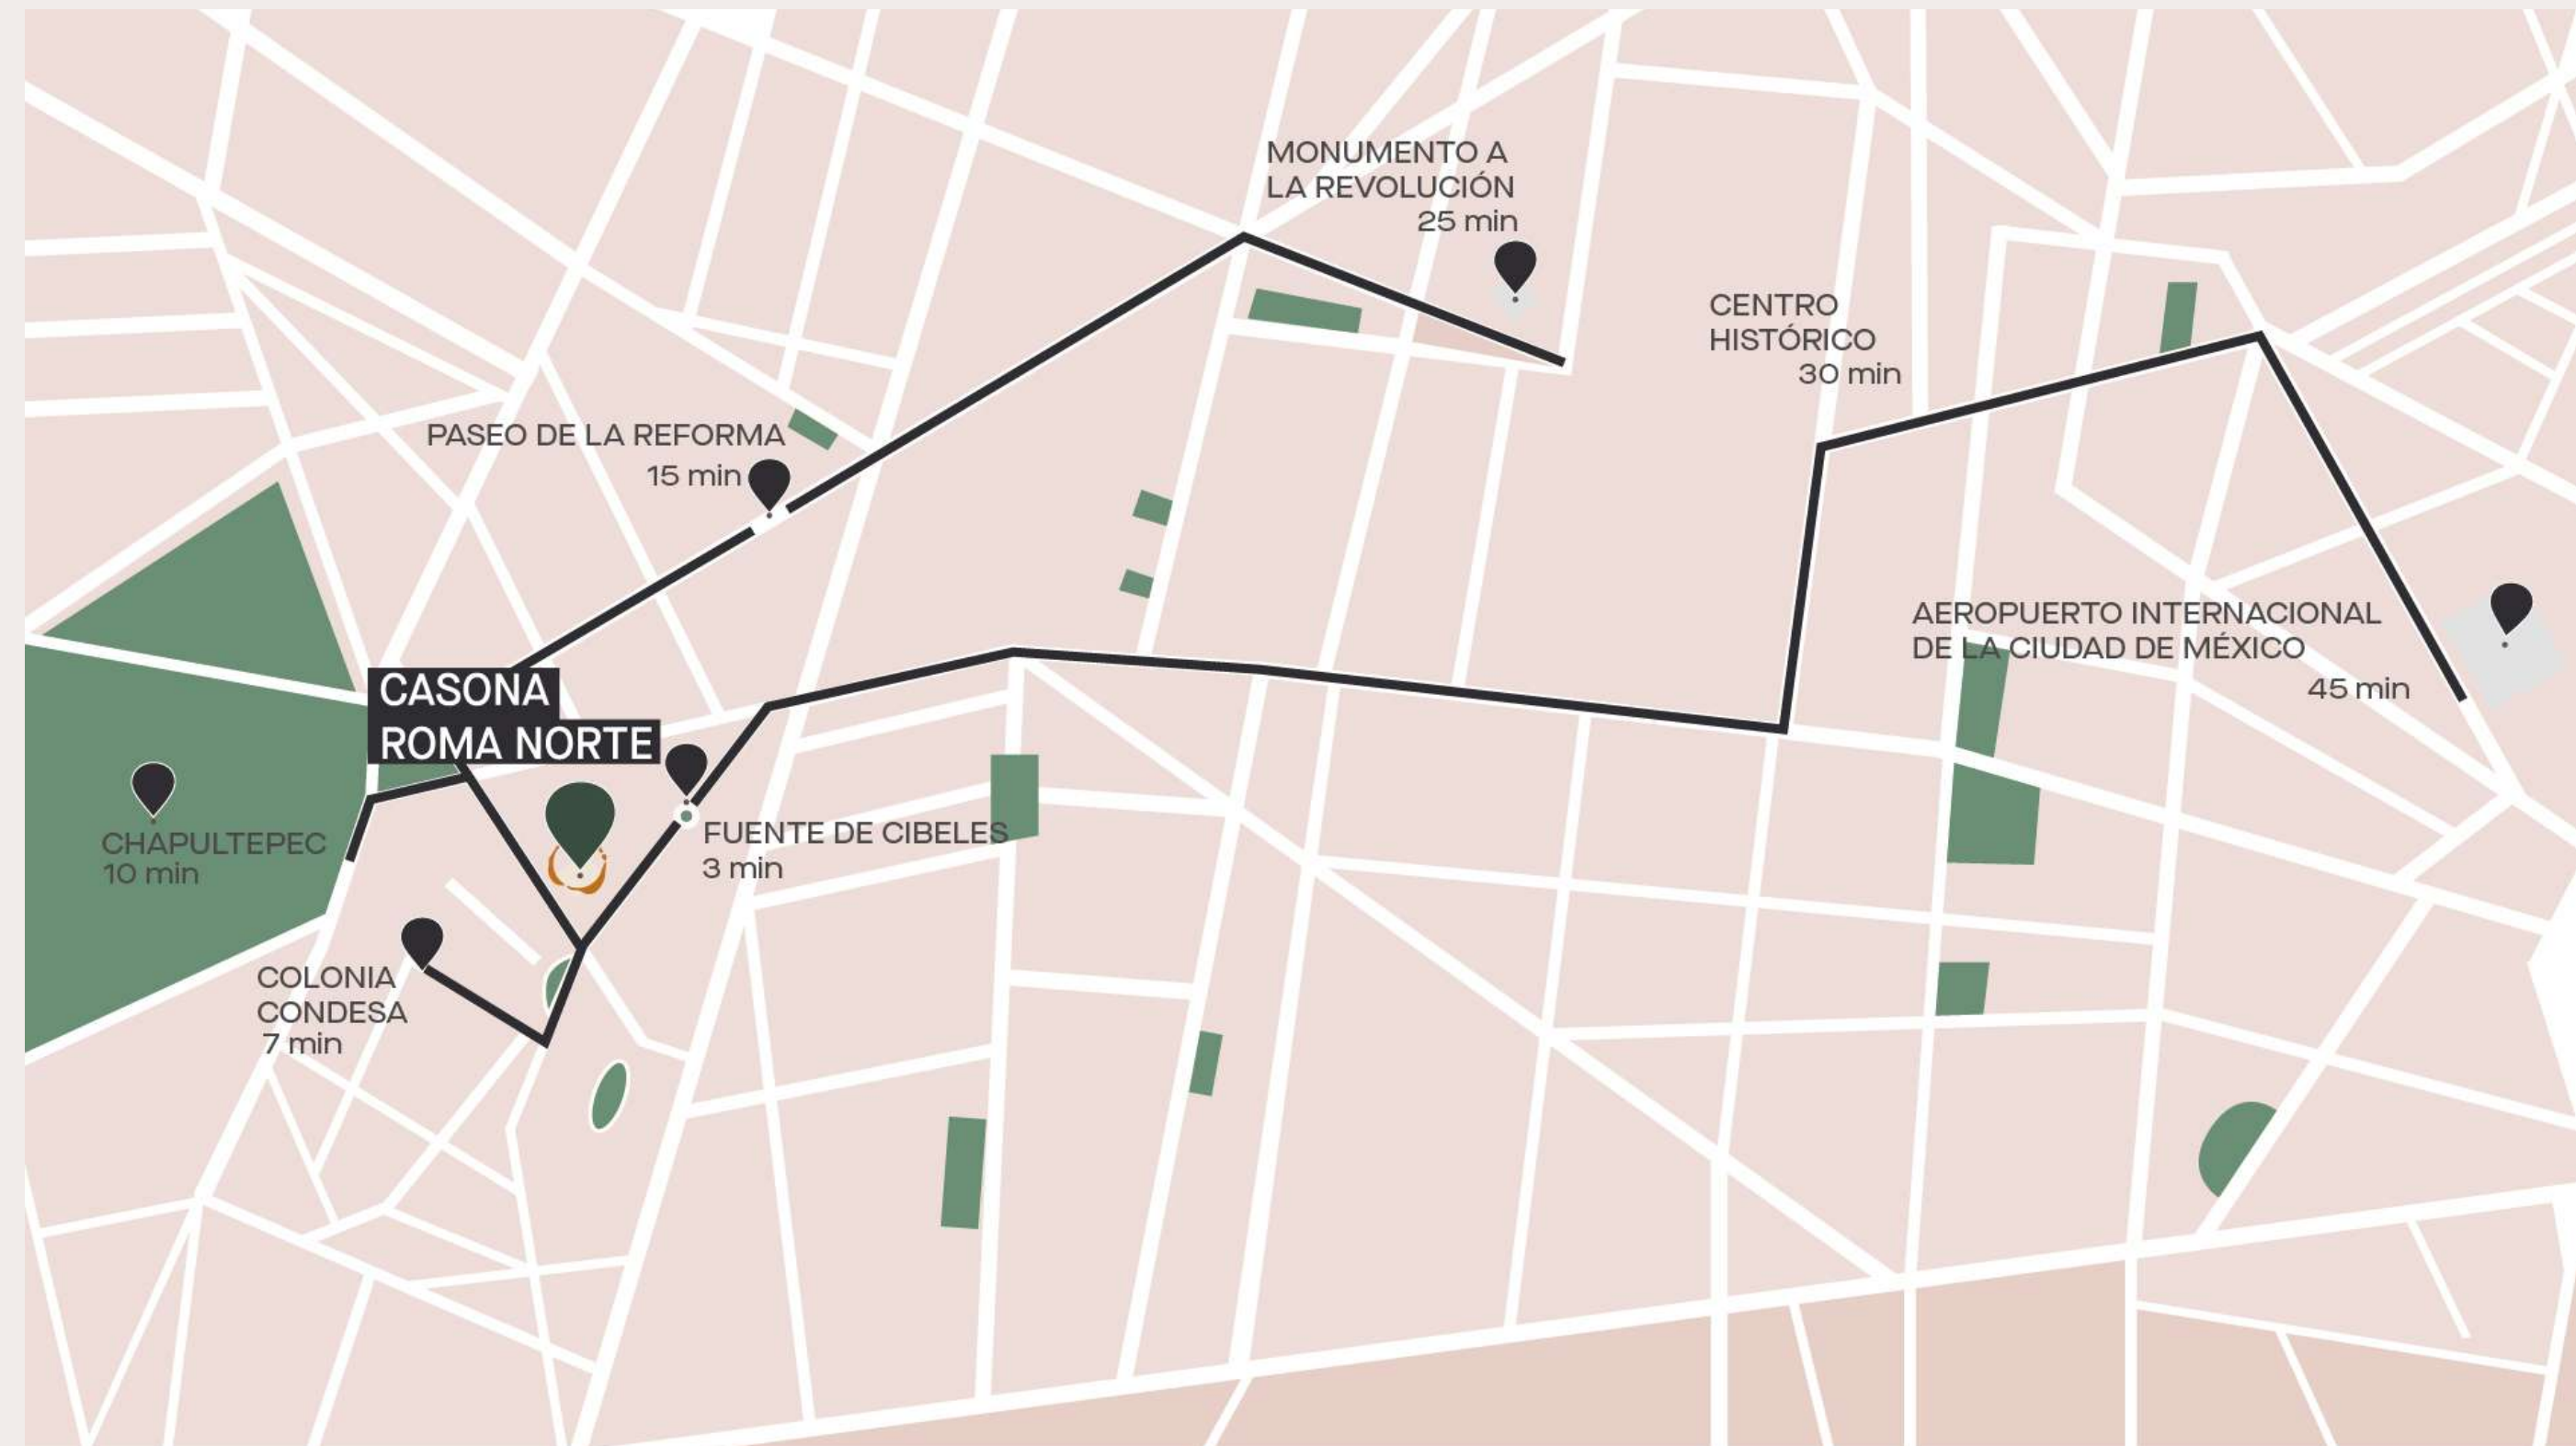 MONUMENTO A
LA REVOLUCIÓN
25 min
CENTRO
HISTÓRICO
30 min
PASEO DE LA REFORMA
15 min
AEROPUERTO INTERNACIONAL
DE LA CIUDAD DE MÉXICO
45 min
CASONA
ROMA NORTE
CHAPULTEPEC
10 min
FUENTE DE CIBELES
3 min
COLONIA
CONDESA
7 min